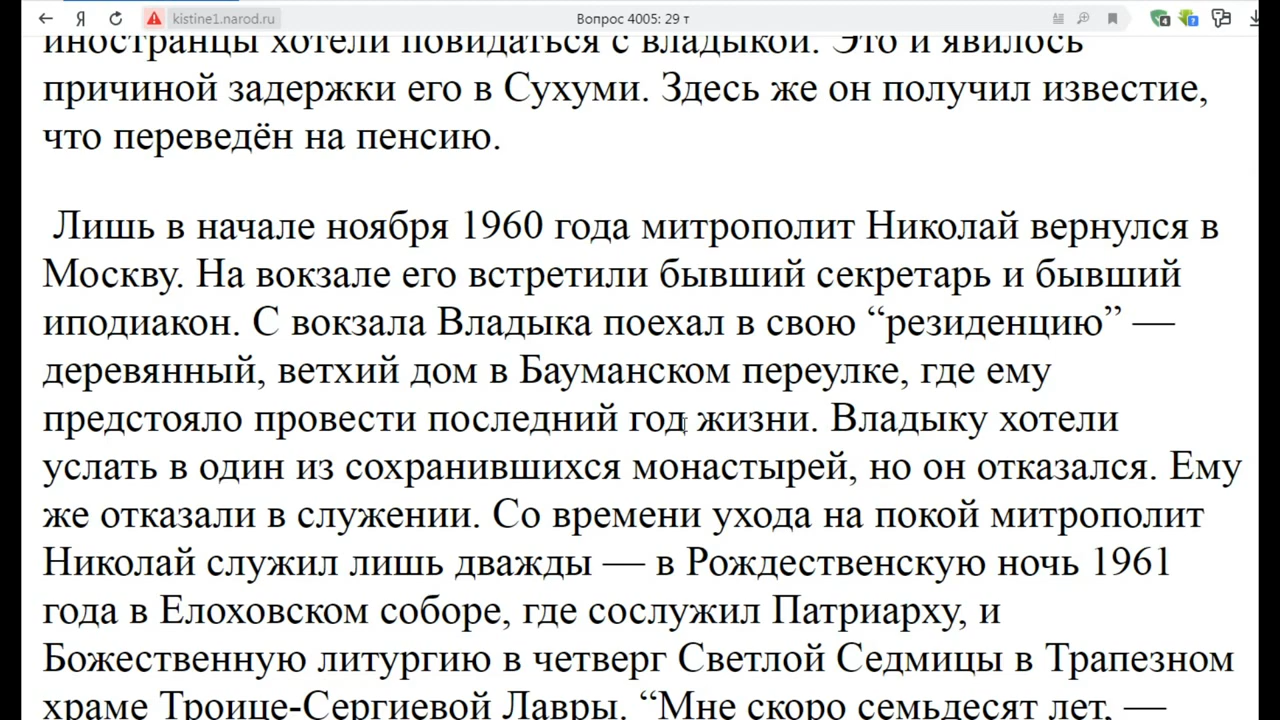 Я kistine1.narod.ru Вопрос 4005: 29 т
иностранцы хотели повидаться с владыкой. Это и явилось
причиной задержки его в Сухуми. Здесь же он получил известие,
что переведён на пенсию.
Лишь в начале ноября 1960 года митрополит Николай вернулся в
Москву. На вокзале его встретили бывший секретарь и бывший
иподиакон. С вокзала Владыка поехал в свою “резиденцию” —
деревянный, ветхий дом в Бауманском переулке, где ему
предстояло провести последний год жизни. Владыку хотели
услать в один из сохранившихся монастырей, но он отказался. Ему
же отказали в служении. Со времени ухода на покой митрополит
Николай служил лишь дважды — в Рождественскую ночь 1961
года в Елоховском соборе, где сослужил Патриарху, и
Божественную литургию в четверг Светлой Седмицы в Трапезном
храме Троице-Сергиевой Лавры. “Мне скоро семьдесят лет, —